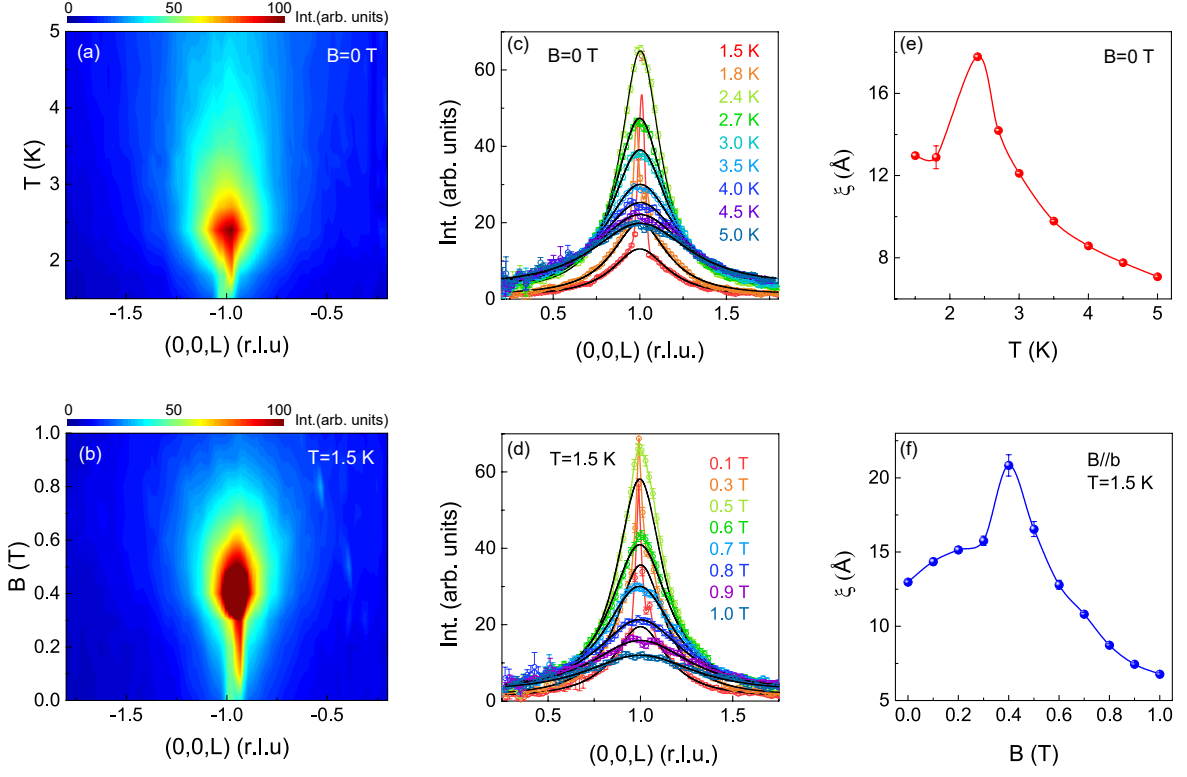 0 50 100 Int.(arb. units)
(a) B=0 T
5
4
3
2
T (K)
-1.5 -1.0 -0.5
(0,0,L) (r.l.u)
(c) B=0 T
1.5 K
1.8 K
2.4 K
2.7 K
3.0 K
3.5 K
4.0 K
4.5 K
5.0 K
60
40
20
0
Int. (arb. units)
0.5 1.0 1.5
(0,0,L) (r.l.u.)
(e) B=0 T
16
12
8
ξ (Å)
2 3 4 5
T (K)
0 50 100 Int.(arb. units)
(b) T=1.5 K
1.0
0.8
0.6
0.4
0.2
0.0
B (T)
-1.5 -1.0 -0.5
(0,0,L) (r.l.u)
(d) T=1.5 K
0.1 T
0.3 T
0.5 T
0.6 T
0.7 T
0.8 T
0.9 T
1.0 T
60
40
20
0
Int. (arb. units)
0.5 1.0 1.5
(0,0,L) (r.l.u.)
(f) B//b
T=1.5 K
20
15
10
5
ξ (Å)
0.0 0.2 0.4 0.6 0.8 1.0
B (T)